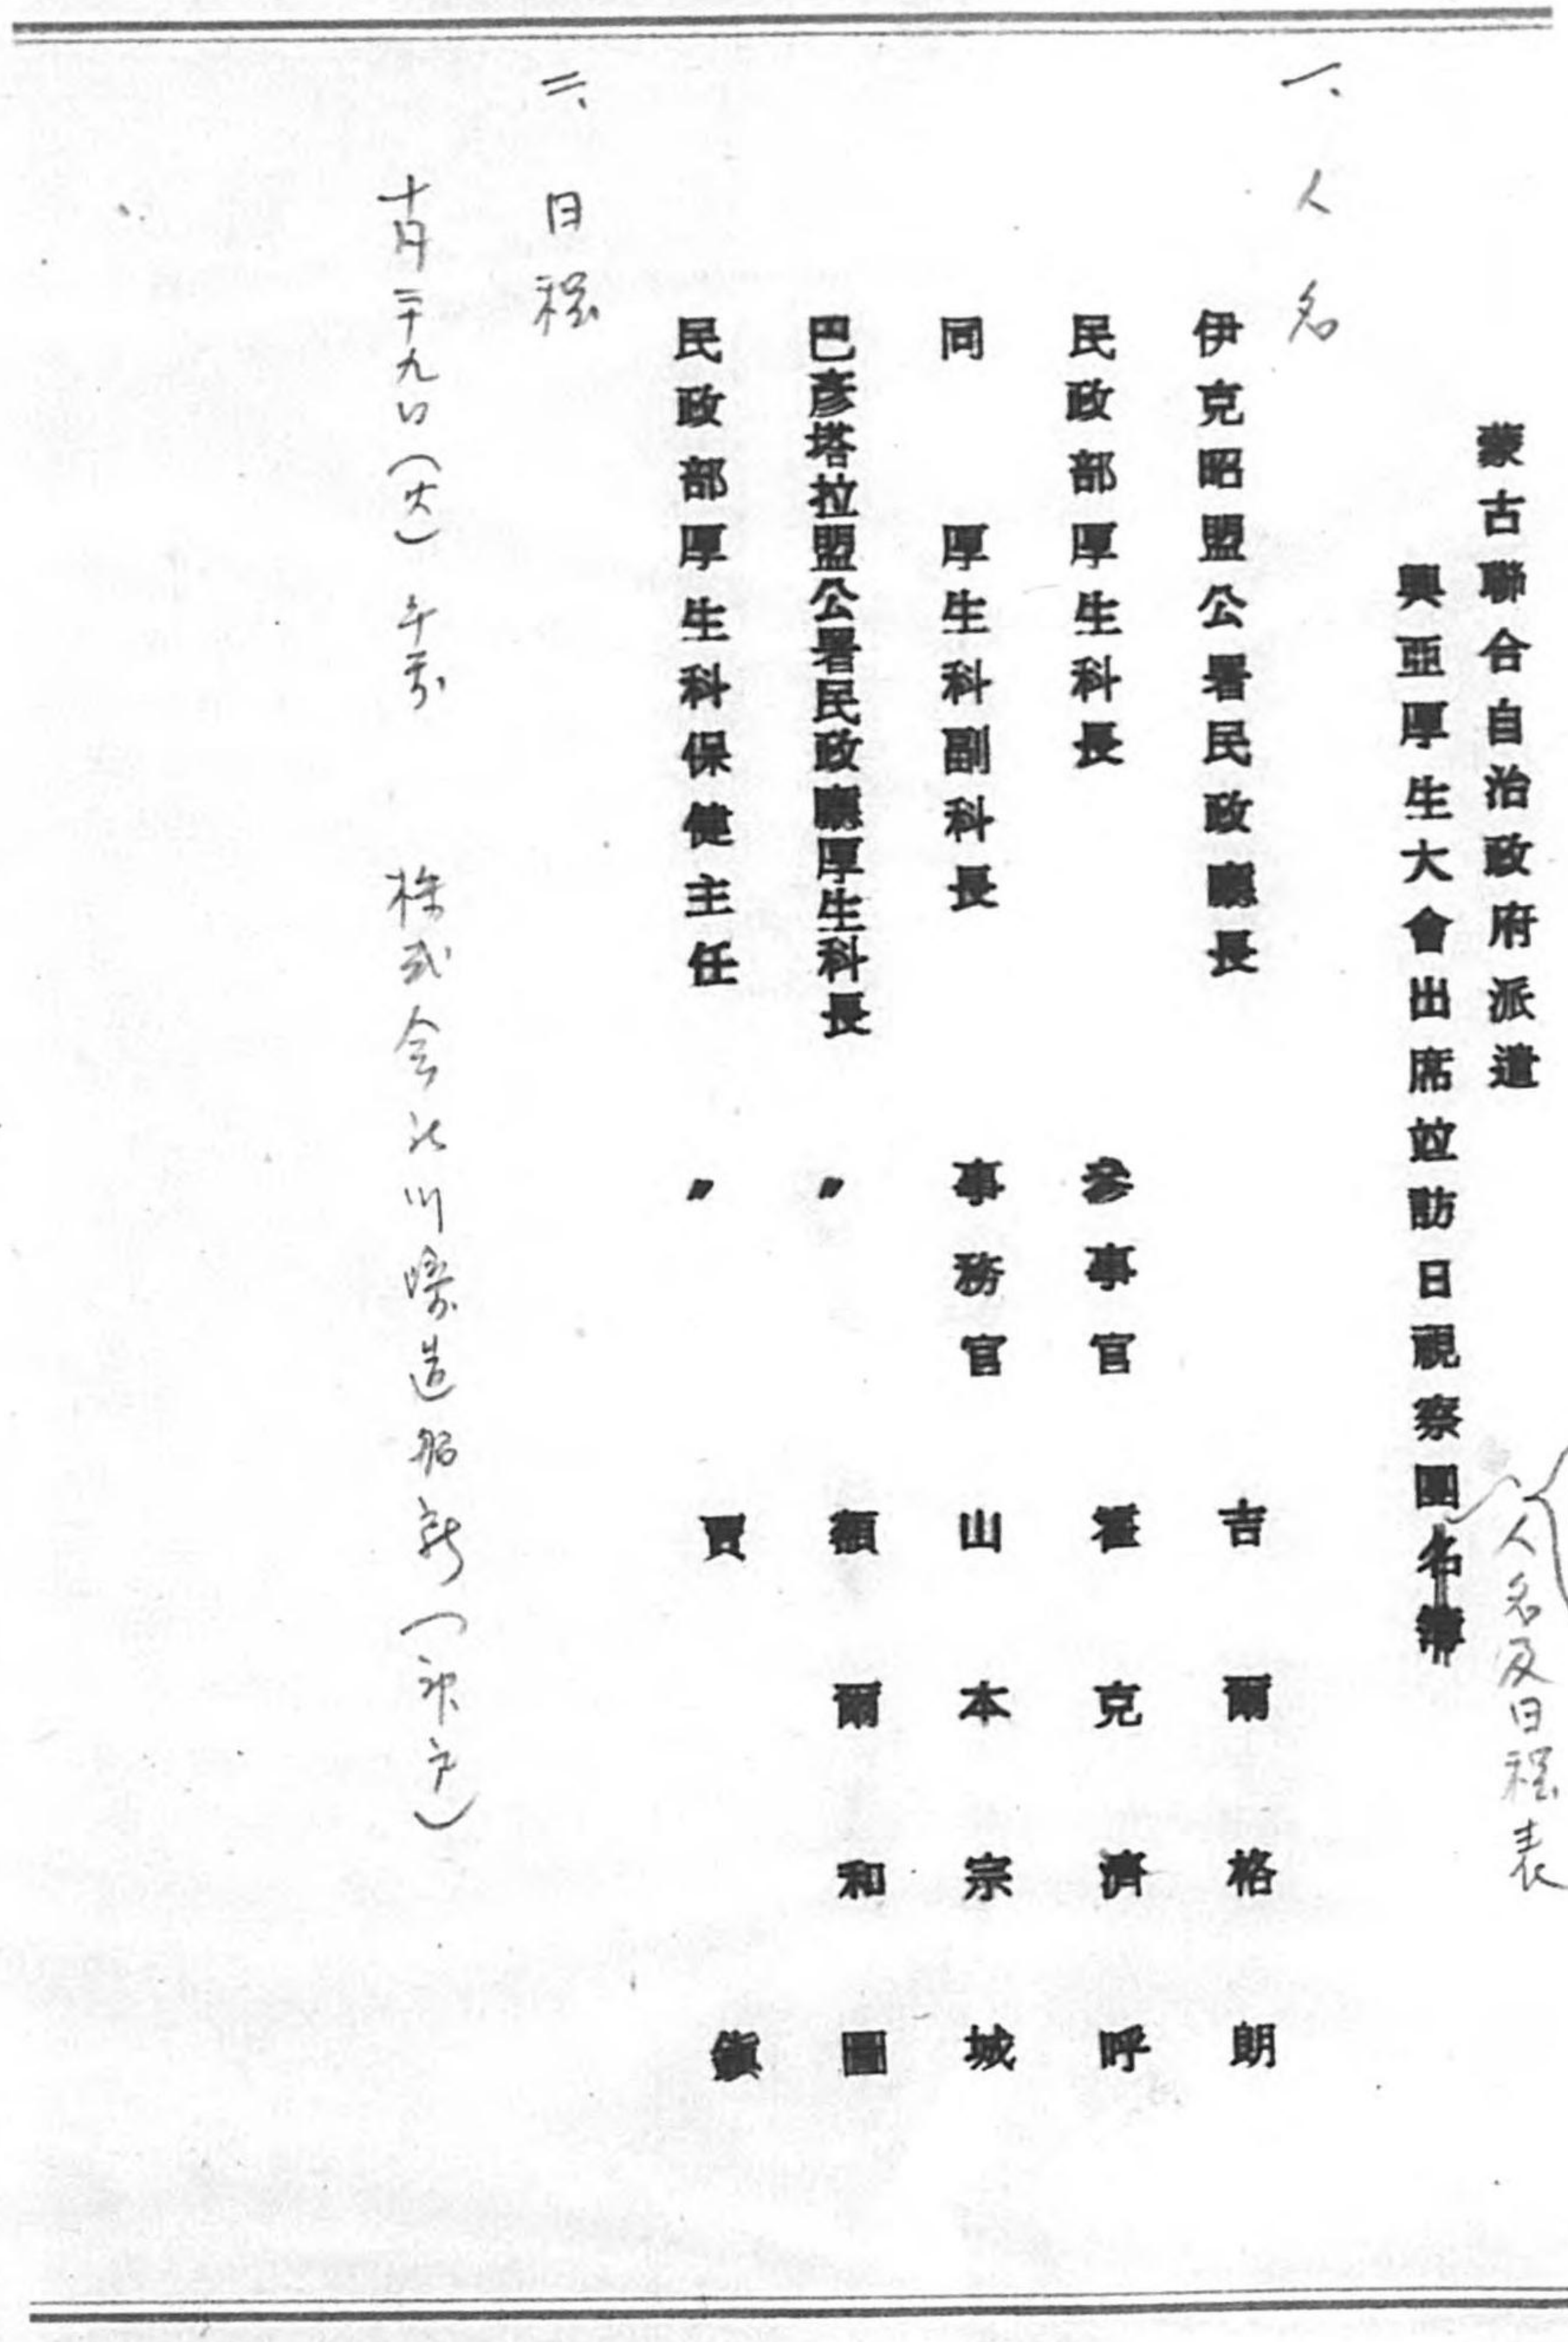 蒙古聯合自治政府派遣
興亞厚生大會出席竝訪日視察團名簿
人名及日程表
一、人名
伊克昭盟公署民政廳長 吉爾格朗
民政部厚生科長 參事官 霍克濟呼
同 厚生科副科長 事務官 山本宗城
巴彥塔拉盟公署民政廳厚生科長 〃 額爾和圖
民政部厚生科保健主任 〃 賈
二、日程
十月二十九日(火) 午前 株式会社川崎造船所(神戸)